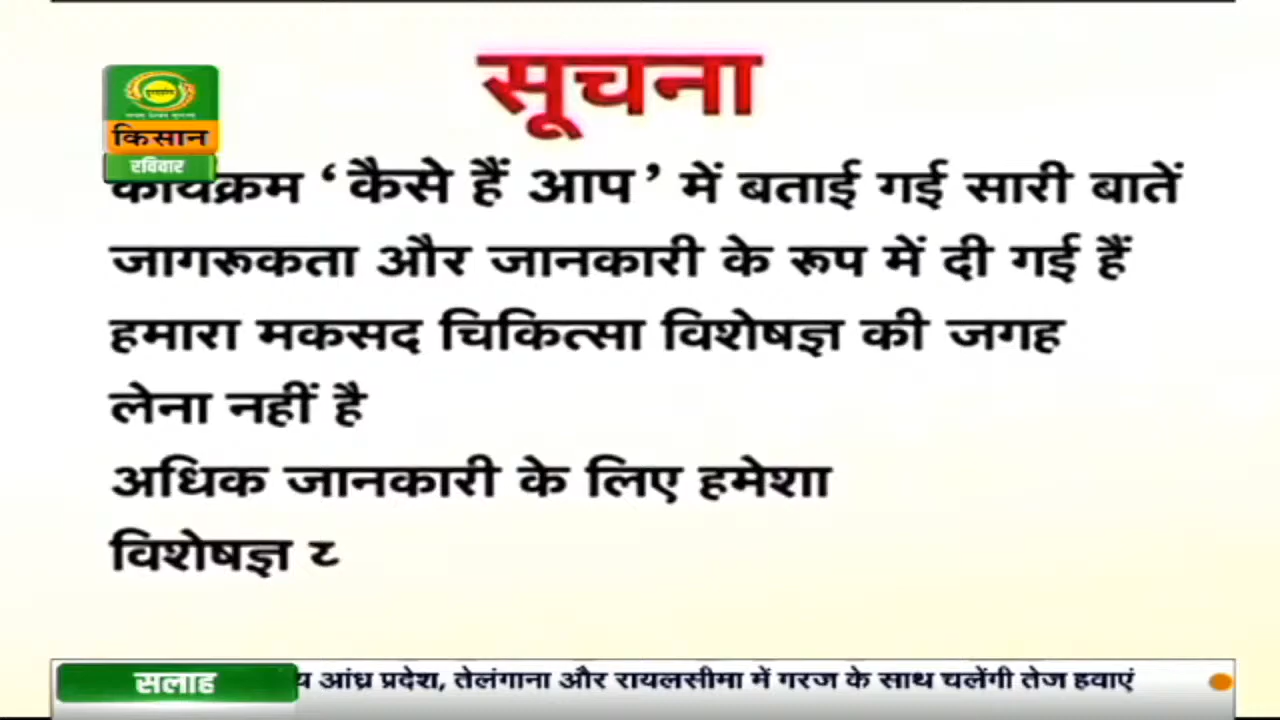 सूचना
किसान
रविवार
कार्यक्रम ‘कैसे हैं आप’ में बताई गई सारी बातें
जागरूकता और जानकारी के रूप में दी गई हैं
हमारा मकसद चिकित्सा विशेषज्ञ की जगह
लेना नहीं है
अधिक जानकारी के लिए हमेशा
विशेषज्ञ
सलाह
आंध्र प्रदेश, तेलंगाना और रायलसीमा में गरज के साथ चलेंगी तेज हवाएं